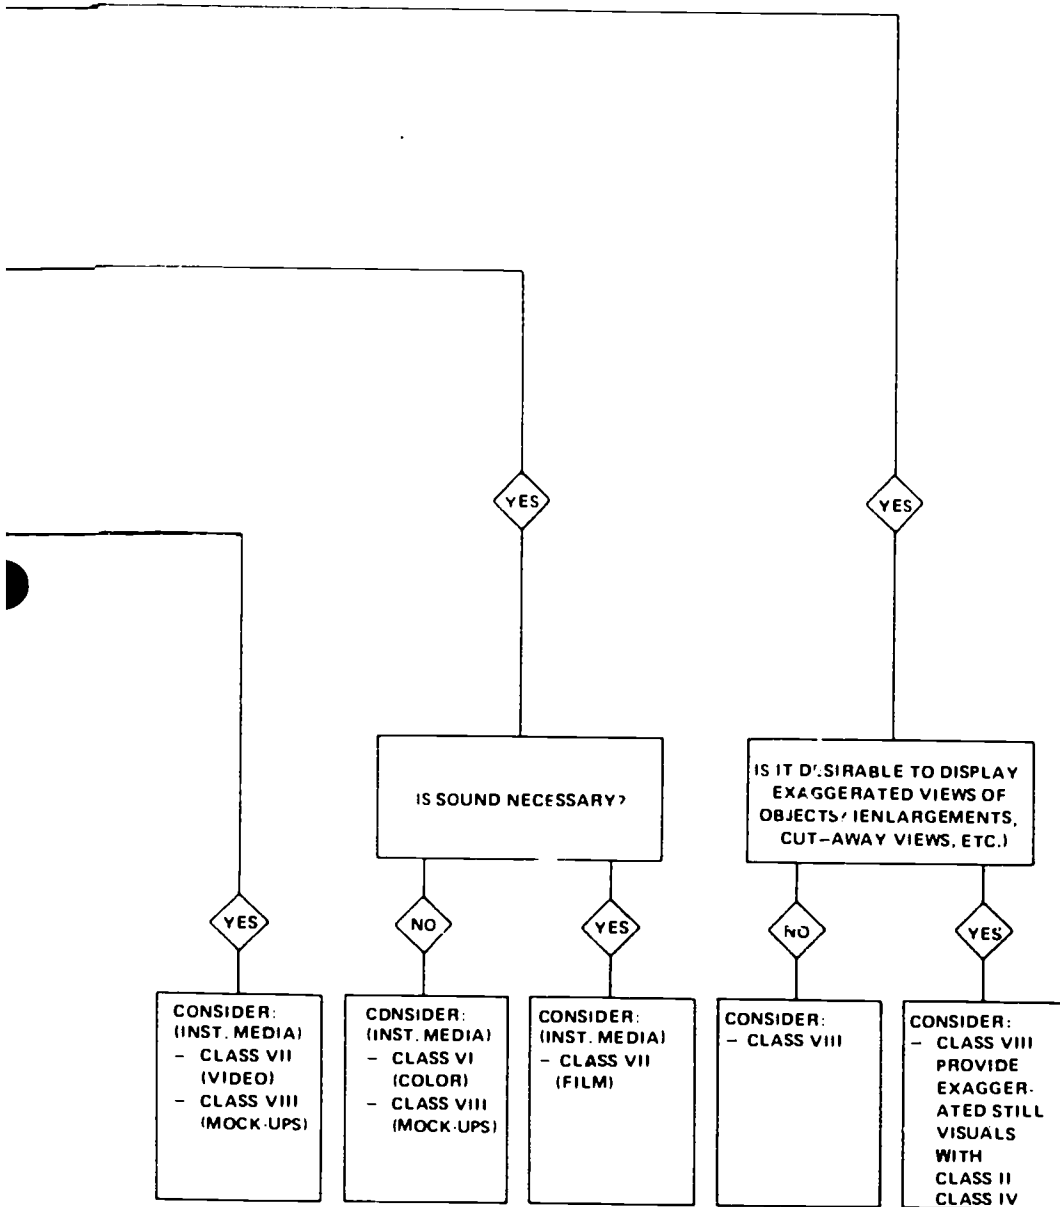 YES
YES
IS SOUND NECESSARY?
IS IT DESIRABLE TO DISPLAY
EXAGGERATED VIEWS OF
OBJECTS? (ENLARGEMENTS,
CUT-AWAY VIEWS, ETC.)
YES
NO
YES
NO
YES
CONSIDER:
(INST. MEDIA)
- CLASS VII
(VIDEO)
- CLASS VIII
(MOCK-UPS)
CONSIDER:
(INST. MEDIA)
- CLASS VI
(COLOR)
- CLASS VIII
(MOCK-UPS)
CONSIDER:
(INST. MEDIA)
- CLASS VII
(FILM)
CONSIDER:
- CLASS VIII
CONSIDER:
- CLASS VIII
PROVIDE
EXAGGER-
ATED STILL
VISUALS
WITH
CLASS II
CLASS IV